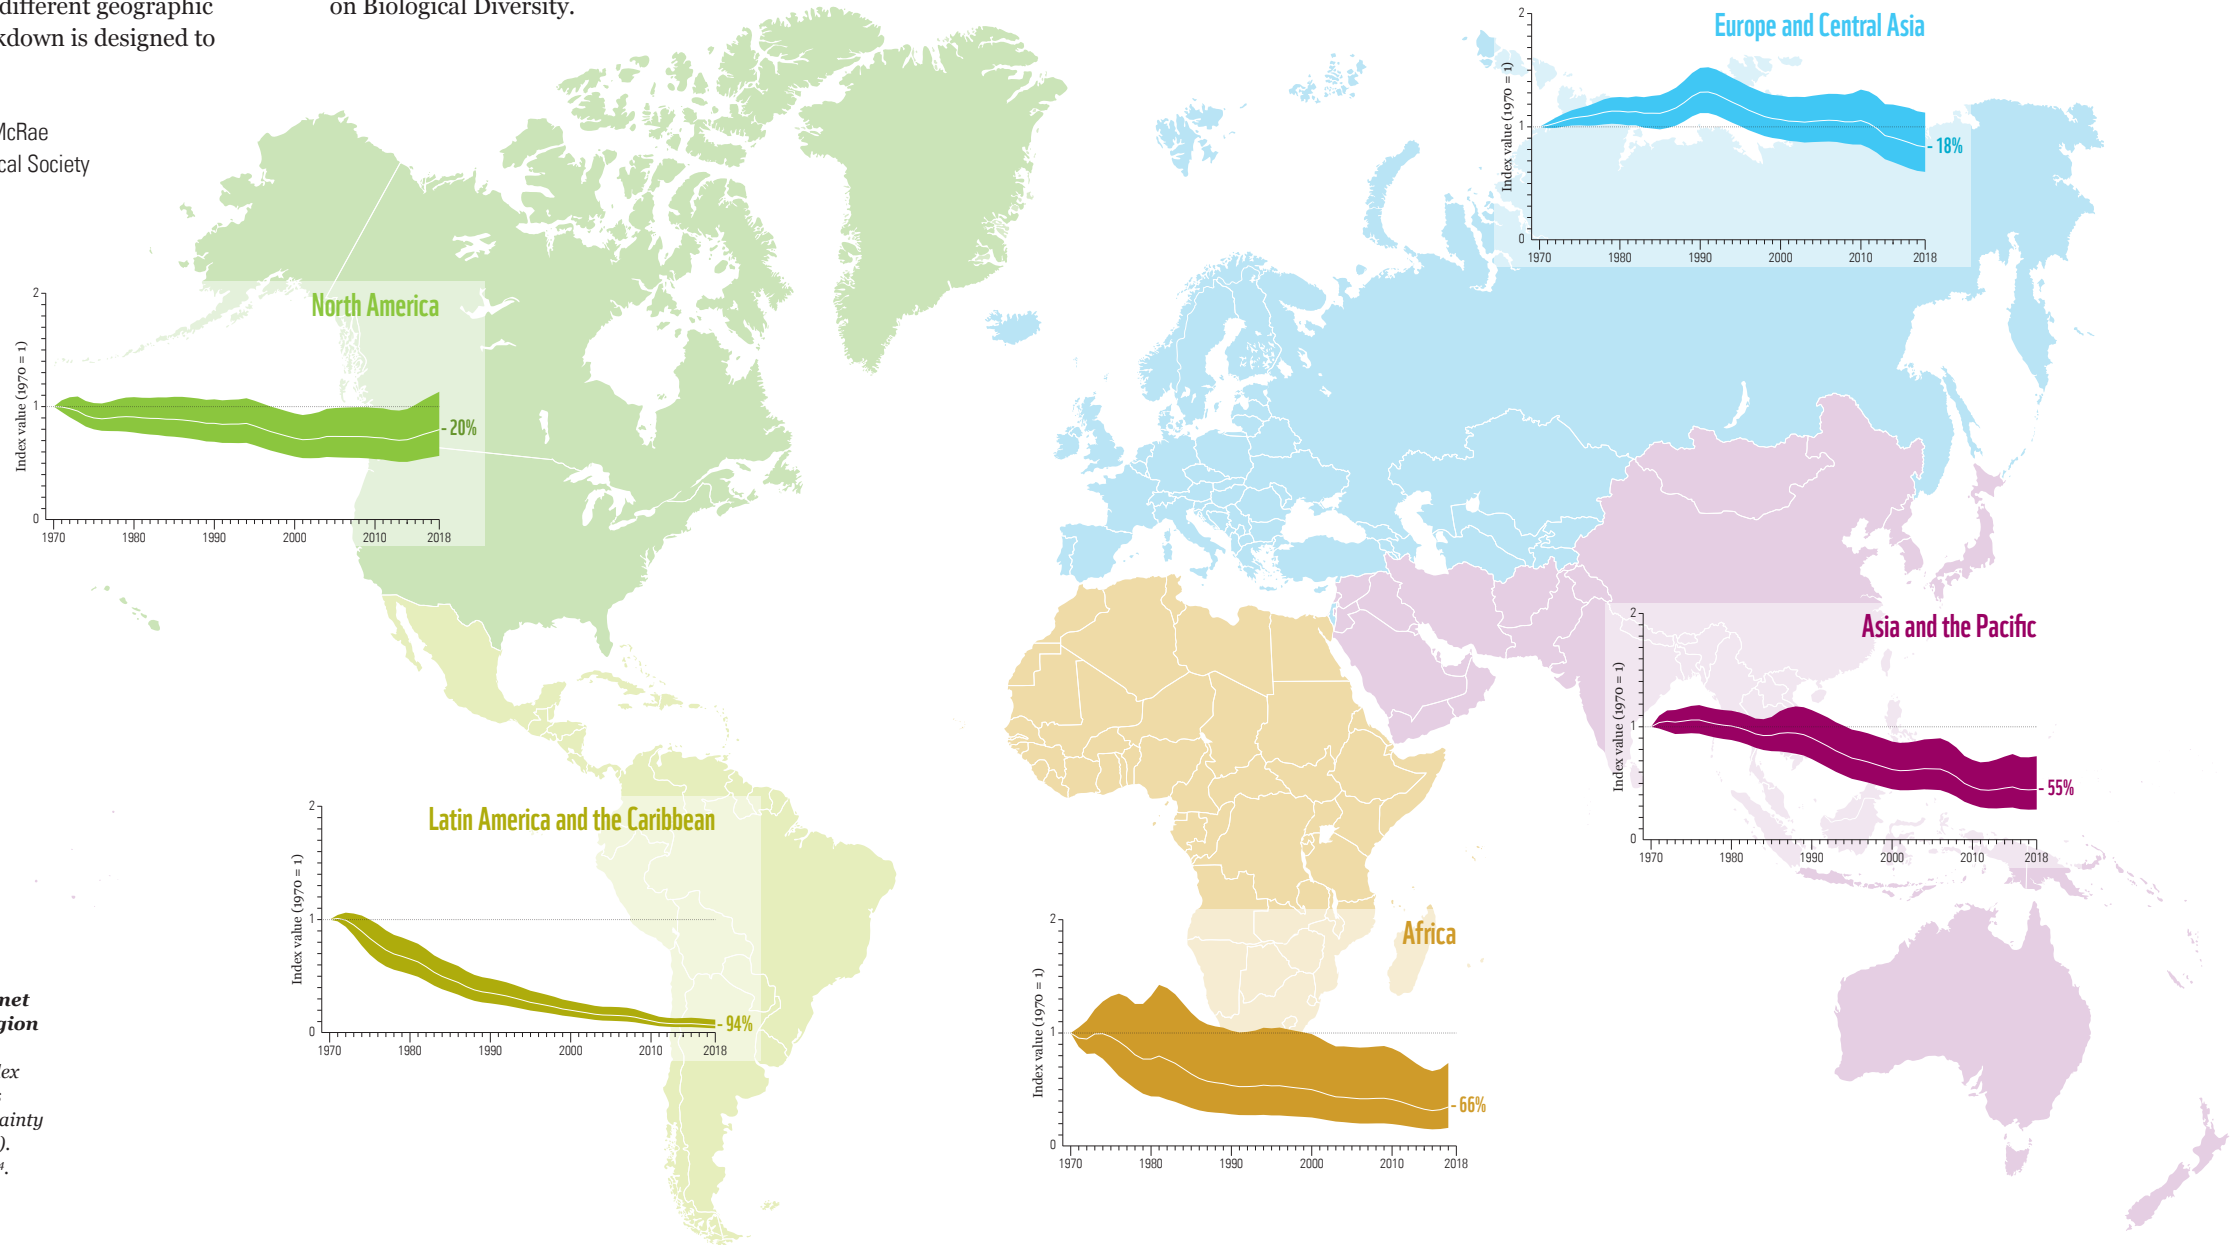 different geographic
kdown is designed to
on Biological Diversity.
McRae
cal Society
Europe and Central Asia
Index value (1970 = 1)
2
1
0
- 18%
1970 1980 1990 2000 2010 2018
North America
Index value (1970 = 1)
2
1
0
- 20%
1970 1980 1990 2000 2010 2018
Asia and the Pacific
Index value (1970 = 1)
2
1
0
- 55%
1970 1980 1990 2000 2010 2018
Latin America and the Caribbean
Index value (1970 = 1)
2
1
0
- 94%
1970 1980 1990 2000 2010 2018
Africa
Index value (1970 = 1)
2
1
0
- 66%
1970 1980 1990 2000 2010 2018
net
gion
lex
s
ainty
).
4.